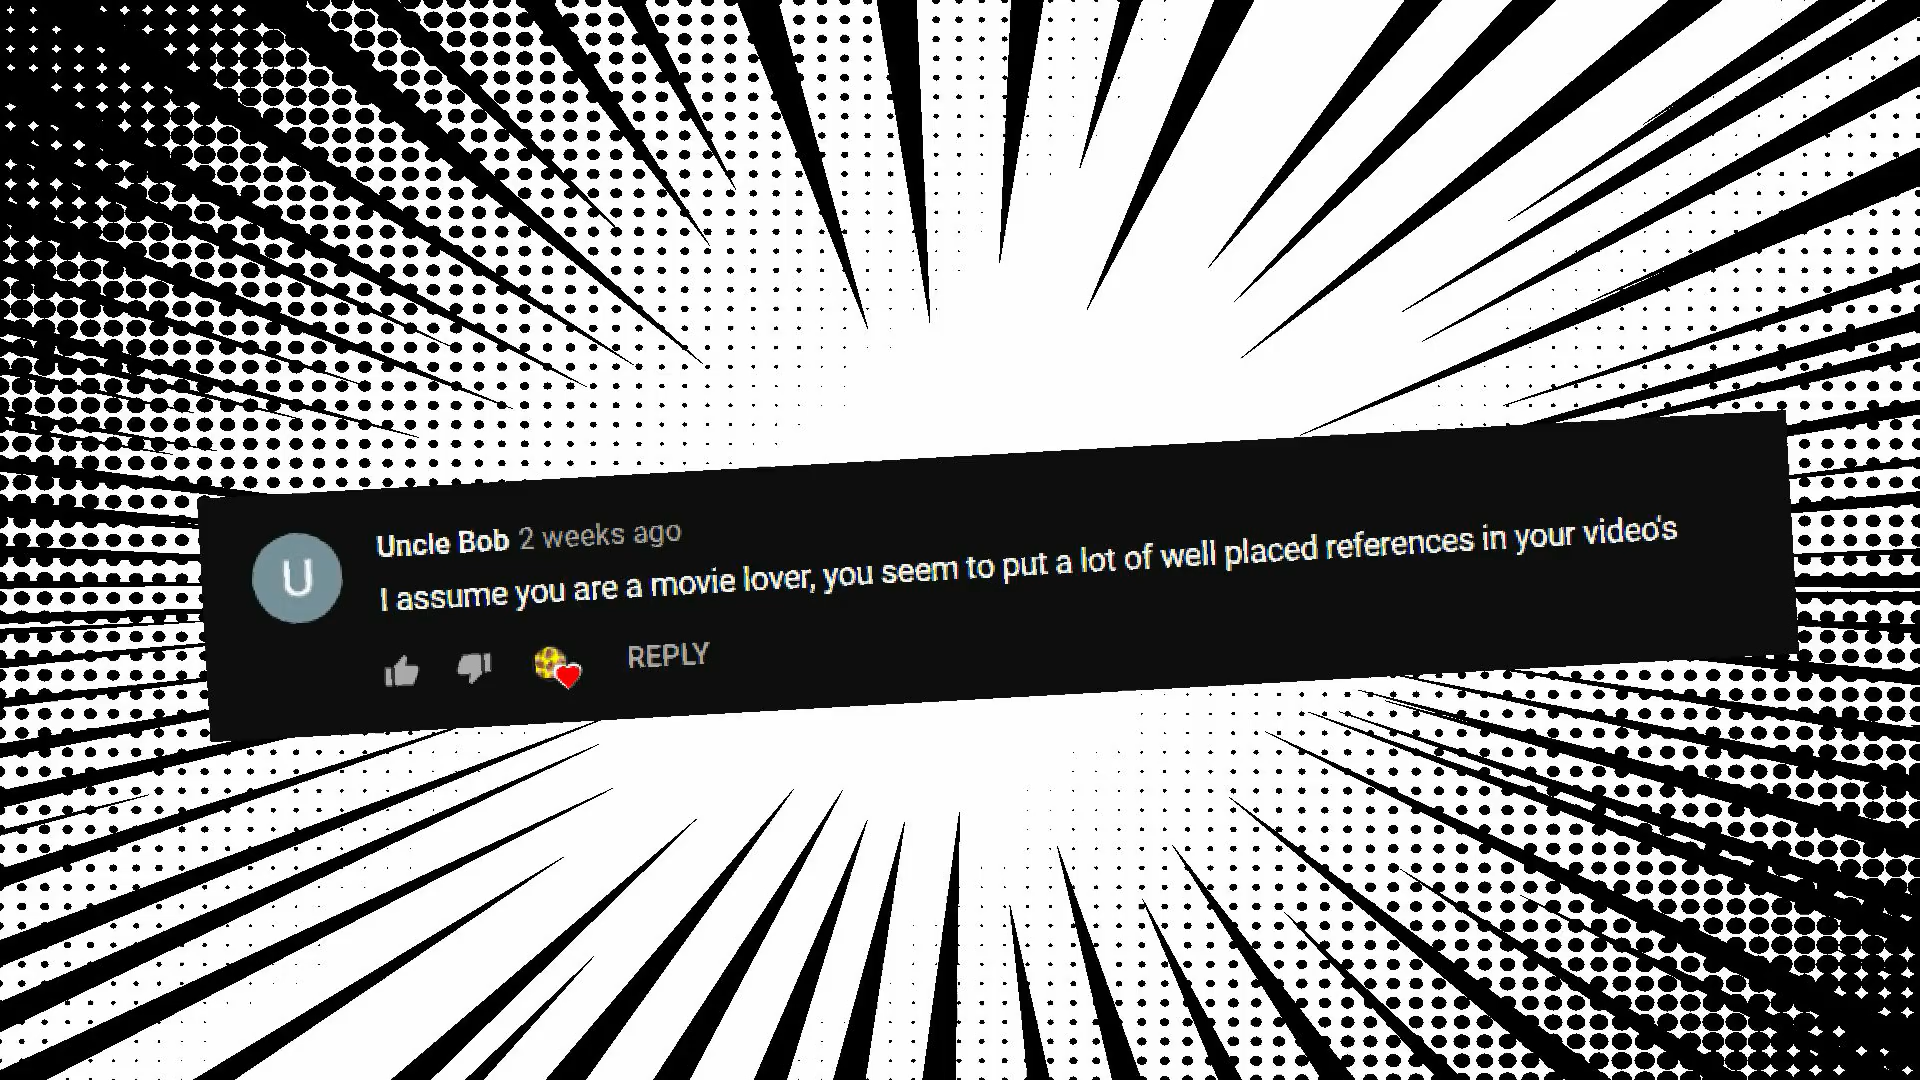 U
Uncle Bob 2 weeks ago
I assume you are a movie lover, you seem to put a lot of well placed references in your video's
REPLY